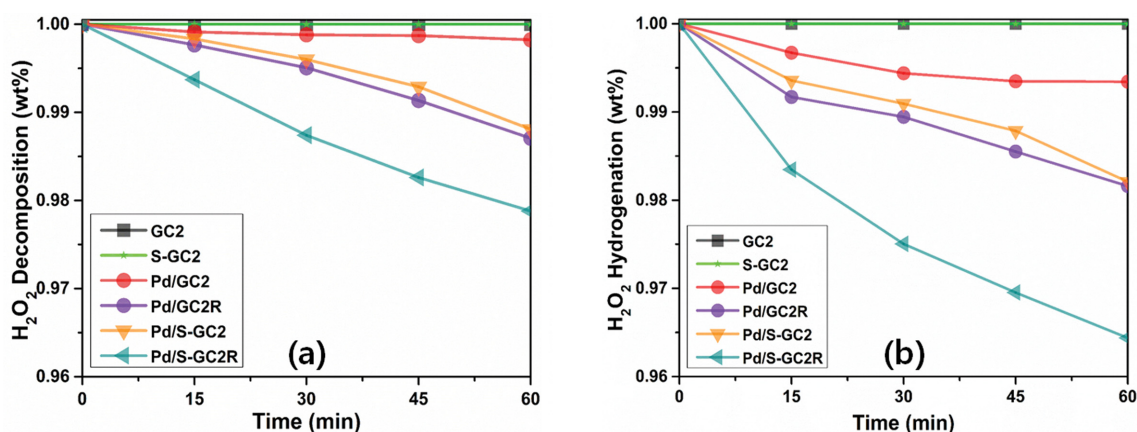 H₂O₂ Decomposition (wt%)
1.00
0.99
0.98
0.97
0.96
GC2
S-GC2
Pd/GC2
Pd/GC2R
Pd/S-GC2
Pd/S-GC2R
(a)
0
15
30
45
60
Time (min)
H₂O₂ Hydrogenation (wt%)
1.00
0.99
0.98
0.97
0.96
GC2
S-GC2
Pd/GC2
Pd/GC2R
Pd/S-GC2
Pd/S-GC2R
(b)
0
15
30
45
60
Time (min)